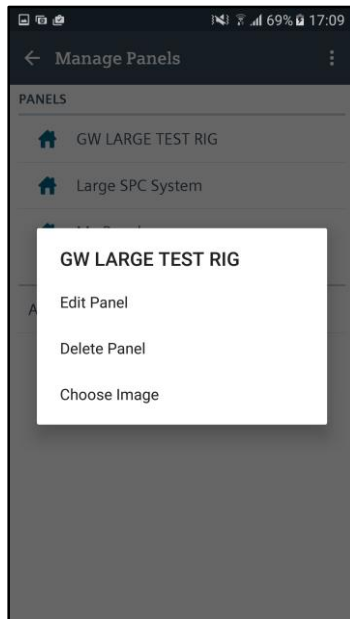 69% 17:09
Manage Panels
PANELS
GW LARGE TEST RIG
Large SPC System
GW LARGE TEST RIG
Edit Panel
Delete Panel
Choose Image
A